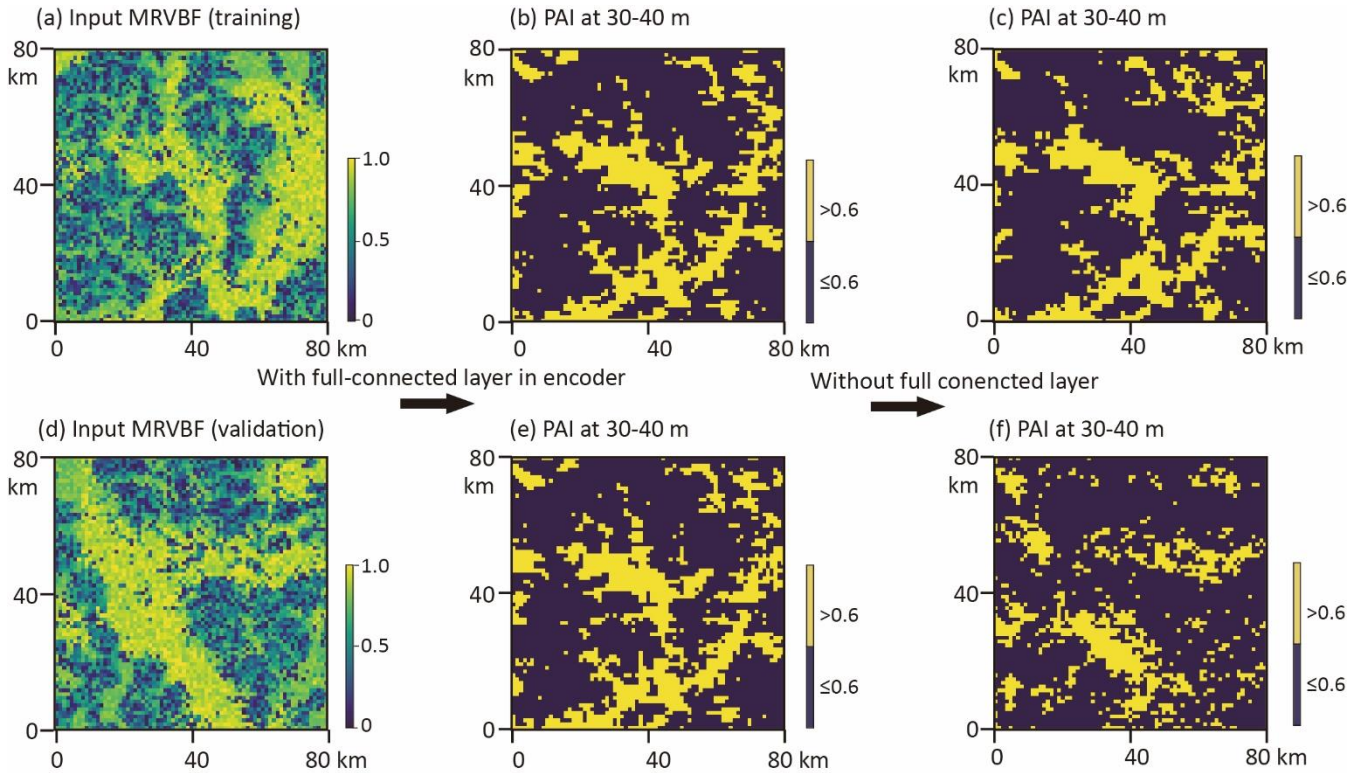 (a) Input MRVBF (training)
(b) PAI at 30-40 m
(c) PAI at 30-40 m
80
km
40
0
0
40
80 km
1.0
0.5
0
80
km
40
0
0
40
80 km
>0.6
≤0.6
80
km
40
0
0
40
80 km
>0.6
≤0.6
With full-connected layer in encoder
Without full conencted layer
(d) Input MRVBF (validation)
(e) PAI at 30-40 m
(f) PAI at 30-40 m
80
km
40
0
0
40
80 km
1.0
0.5
0
80
km
40
0
0
40
80 km
>0.6
≤0.6
80
km
40
0
0
40
80 km
>0.6
≤0.6